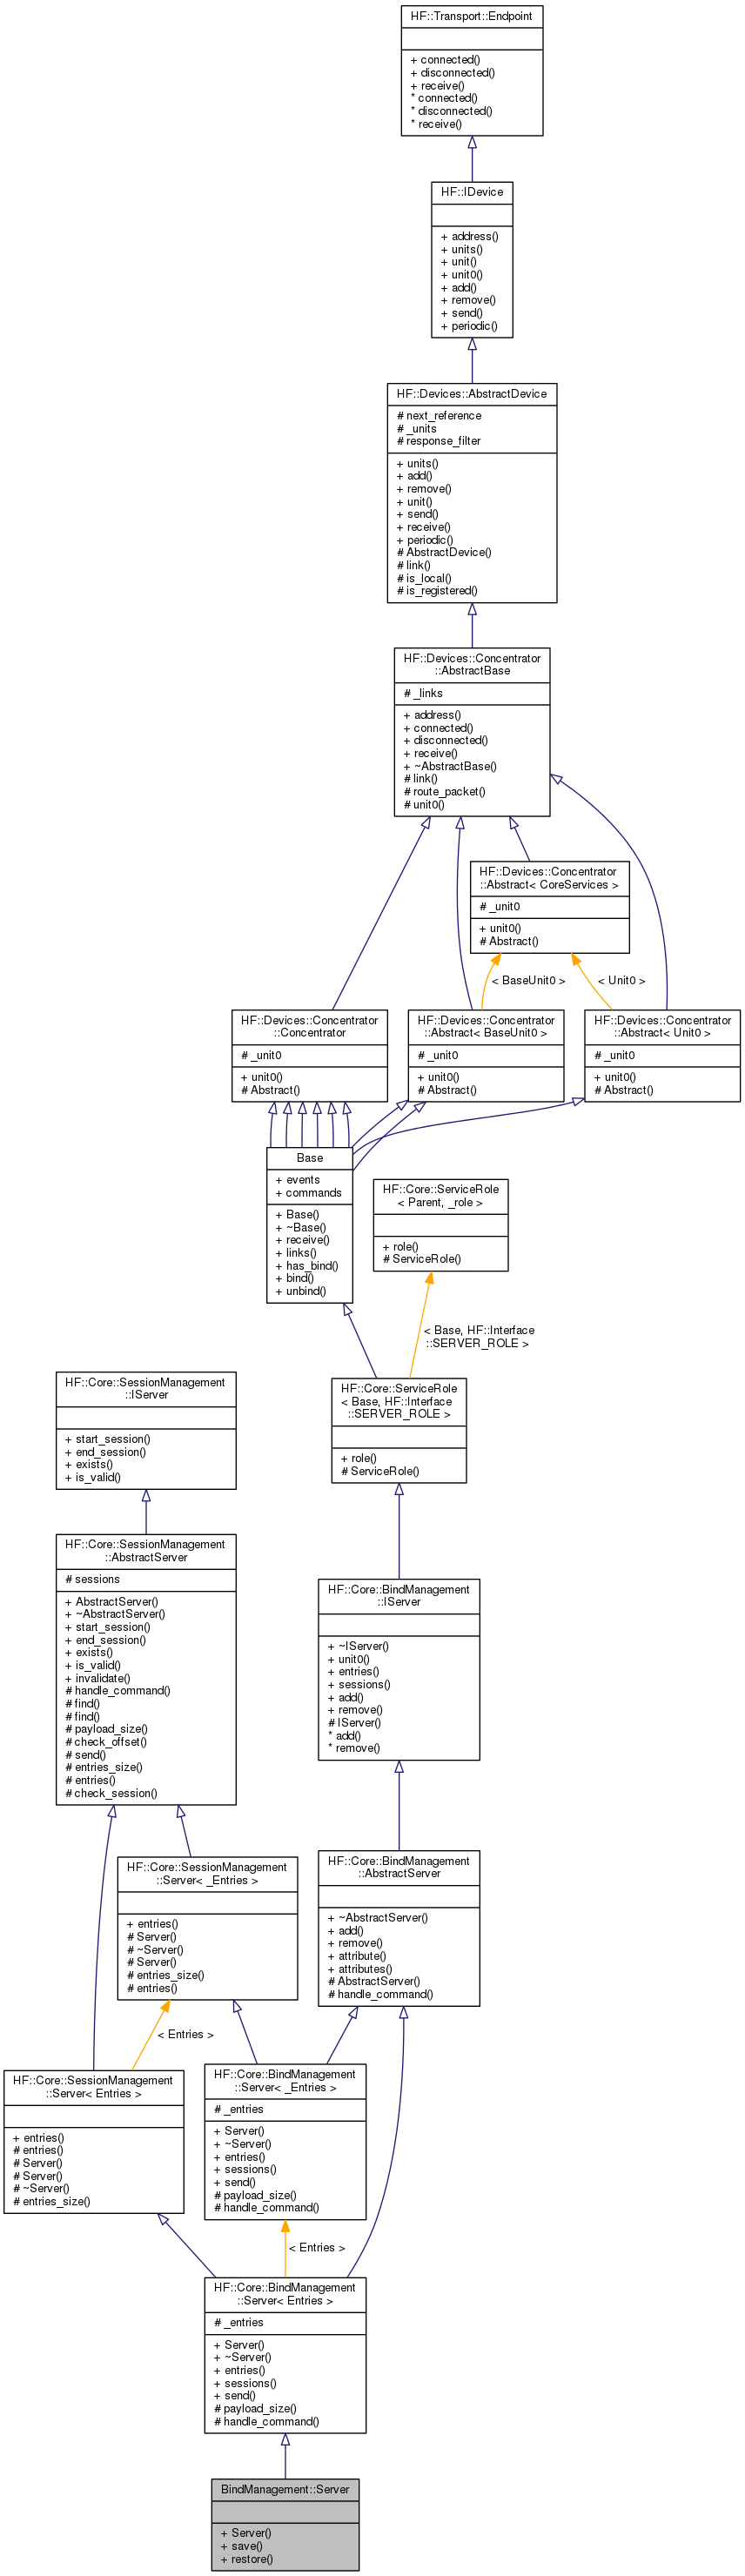 HF::Transport::Endpoint
+ connected()
+ disconnected()
+ receive()
* connected()
* disconnected()
* receive()
HF::IDevice
+ address()
+ units()
+ unit()
+ unit0()
+ add()
+ remove()
+ send()
+ periodic()
HF::Devices::AbstractDevice
# next_reference
# _units
# response_filter
+ units()
+ add()
+ remove()
+ unit()
+ send()
+ receive()
+ periodic()
# AbstractDevice()
# link()
# is_local()
# is_registered()
HF::Devices::Concentrator
::AbstractBase
# _links
+ address()
+ connected()
+ disconnected()
+ receive()
+ ~AbstractBase()
# link()
# route_packet()
# unit0()
HF::Devices::Concentrator
::Abstract< CoreServices >
# _unit0
+ unit0()
# Abstract()
< BaseUnit0 >
< Unit0 >
HF::Devices::Concentrator
::Concentrator
# _unit0
+ unit0()
# Abstract()
HF::Devices::Concentrator
::Abstract< BaseUnit0 >
# _unit0
+ unit0()
# Abstract()
HF::Devices::Concentrator
::Abstract< Unit0 >
# _unit0
+ unit0()
# Abstract()
Base
+ events
+ commands
+ Base()
+ ~Base()
+ receive()
+ links()
+ has_bind()
+ bind()
+ unbind()
HF::Core::ServiceRole
< Parent, _role >
+ role()
# ServiceRole()
< Base, HF::Interface
::SERVER_ROLE >
HF::Core::ServiceRole
< Base, HF::Interface
::SERVER_ROLE >
+ role()
# ServiceRole()
HF::Core::SessionManagement
::IServer
+ start_session()
+ end_session()
+ exists()
+ is_valid()
HF::Core::SessionManagement
::AbstractServer
# sessions
+ AbstractServer()
+ ~AbstractServer()
+ start_session()
+ end_session()
+ exists()
+ is_valid()
+ invalidate()
# handle_command()
# find()
# find()
# payload_size()
# check_offset()
# send()
# entries_size()
# entries()
# check_session()
HF::Core::BindManagement
::IServer
+ ~IServer()
+ unit0()
+ entries()
+ sessions()
+ add()
+ remove()
# IServer()
* add()
* remove()
HF::Core::SessionManagement
::Server< _Entries >
+ entries()
# Server()
# ~Server()
# Server()
# entries_size()
# entries()
HF::Core::BindManagement
::AbstractServer
+ ~AbstractServer()
+ add()
+ remove()
+ attribute()
+ attributes()
# AbstractServer()
# handle_command()
< Entries >
HF::Core::SessionManagement
::Server< Entries >
+ entries()
# entries()
# Server()
# Server()
# ~Server()
# entries_size()
HF::Core::BindManagement
::Server< _Entries >
# _entries
+ Server()
+ ~Server()
+ entries()
+ sessions()
+ send()
# payload_size()
# handle_command()
< Entries >
HF::Core::BindManagement
::Server< Entries >
# _entries
+ Server()
+ ~Server()
+ entries()
+ sessions()
+ send()
# payload_size()
# handle_command()
BindManagement::Server
+ Server()
+ save()
+ restore()